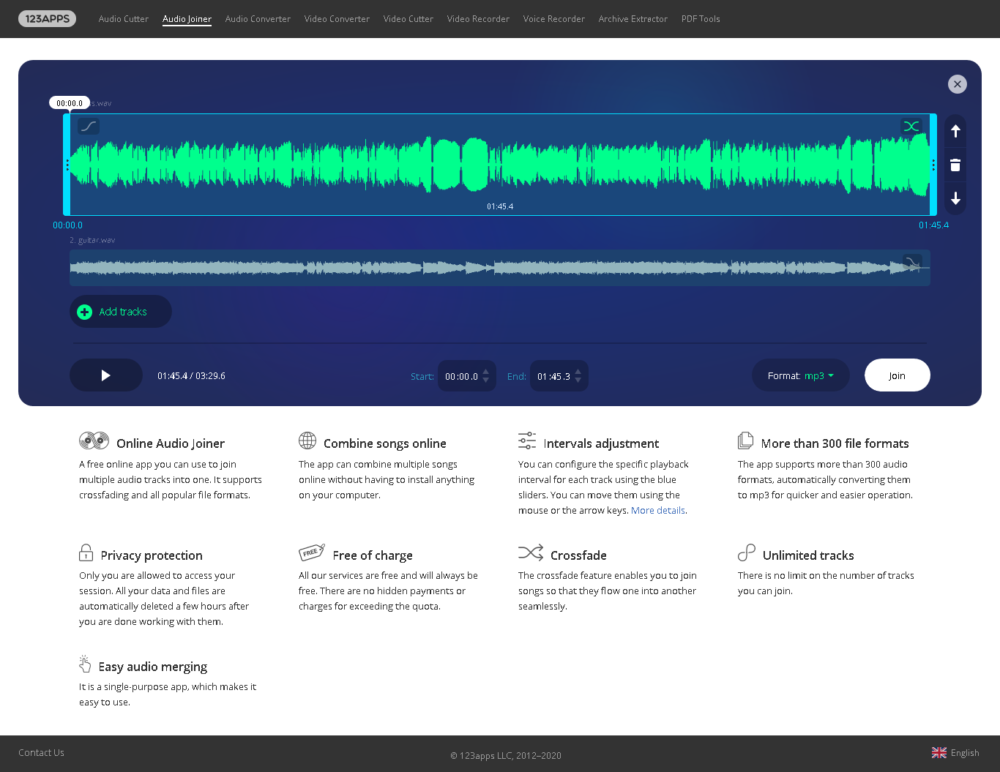 123APPS Audio Cutter Audio Joiner Audio Converter Video Converter Video Cutter Video Recorder Voice Recorder Archive Extractor PDF Tools
00:00.0 s.wav
01:45.4
00:00.0 01:45.4
2. guitar.wav
Add tracks
01:45.4 / 03:29.6 Start: 00:00.0 End: 01:45.3 Format: mp3 Join
Online Audio Joiner
A free online app you can use to join
multiple audio tracks into one. It supports
crossfading and all popular file formats.
Combine songs online
The app can combine multiple songs
online without having to install anything
on your computer.
Intervals adjustment
You can configure the specific playback
interval for each track using the blue
sliders. You can move them using the
mouse or the arrow keys. More details.
More than 300 file formats
The app supports more than 300 audio
formats, automatically converting them
to mp3 for quicker and easier operation.
Privacy protection
Only you are allowed to access your
session. All your data and files are
automatically deleted a few hours after
you are done working with them.
FREE
Free of charge
All our services are free and will always be
free. There are no hidden payments or
charges for exceeding the quota.
Crossfade
The crossfade feature enables you to join
songs so that they flow one into another
seamlessly.
Unlimited tracks
There is no limit on the number of tracks
you can join.
Easy audio merging
It is a single-purpose app, which makes it
easy to use.
Contact Us © 123apps LLC, 2012–2020 English